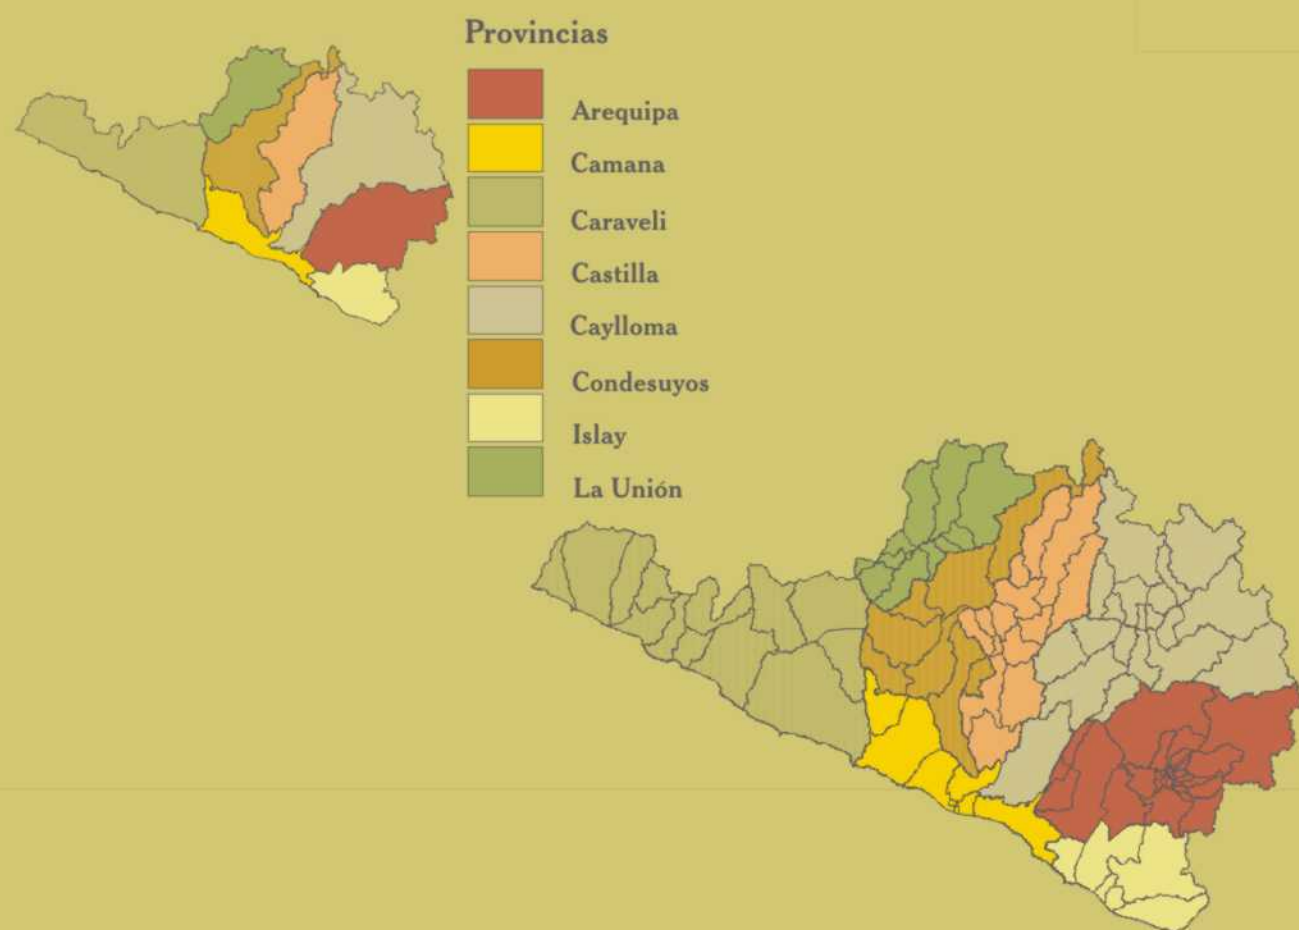 Provincias
Arequipa
Camana
Caraveli
Castilla
Caylloma
Condesuyos
Islay
La Unión